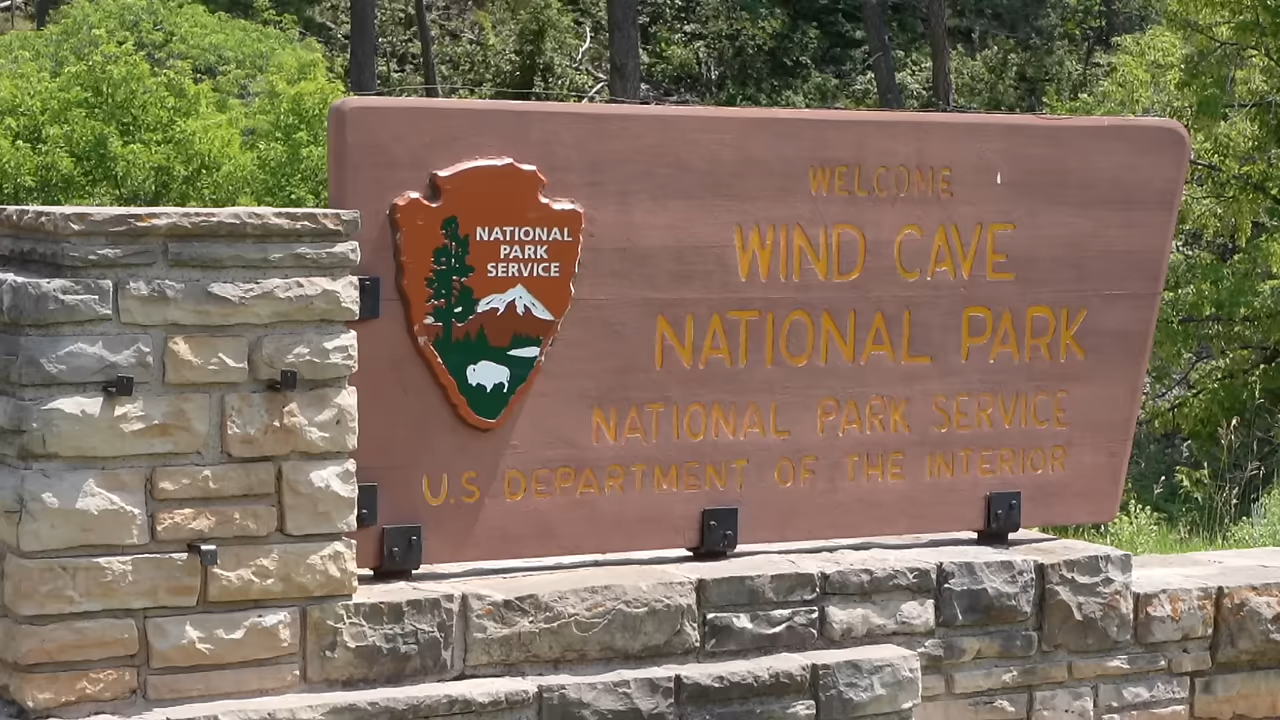 NATIONAL
PARK
SERVICE
WELCOME
WIND CAVE
NATIONAL PARK
NATIONAL PARK SERVICE
U.S DEPARTMENT OF THE INTERIOR